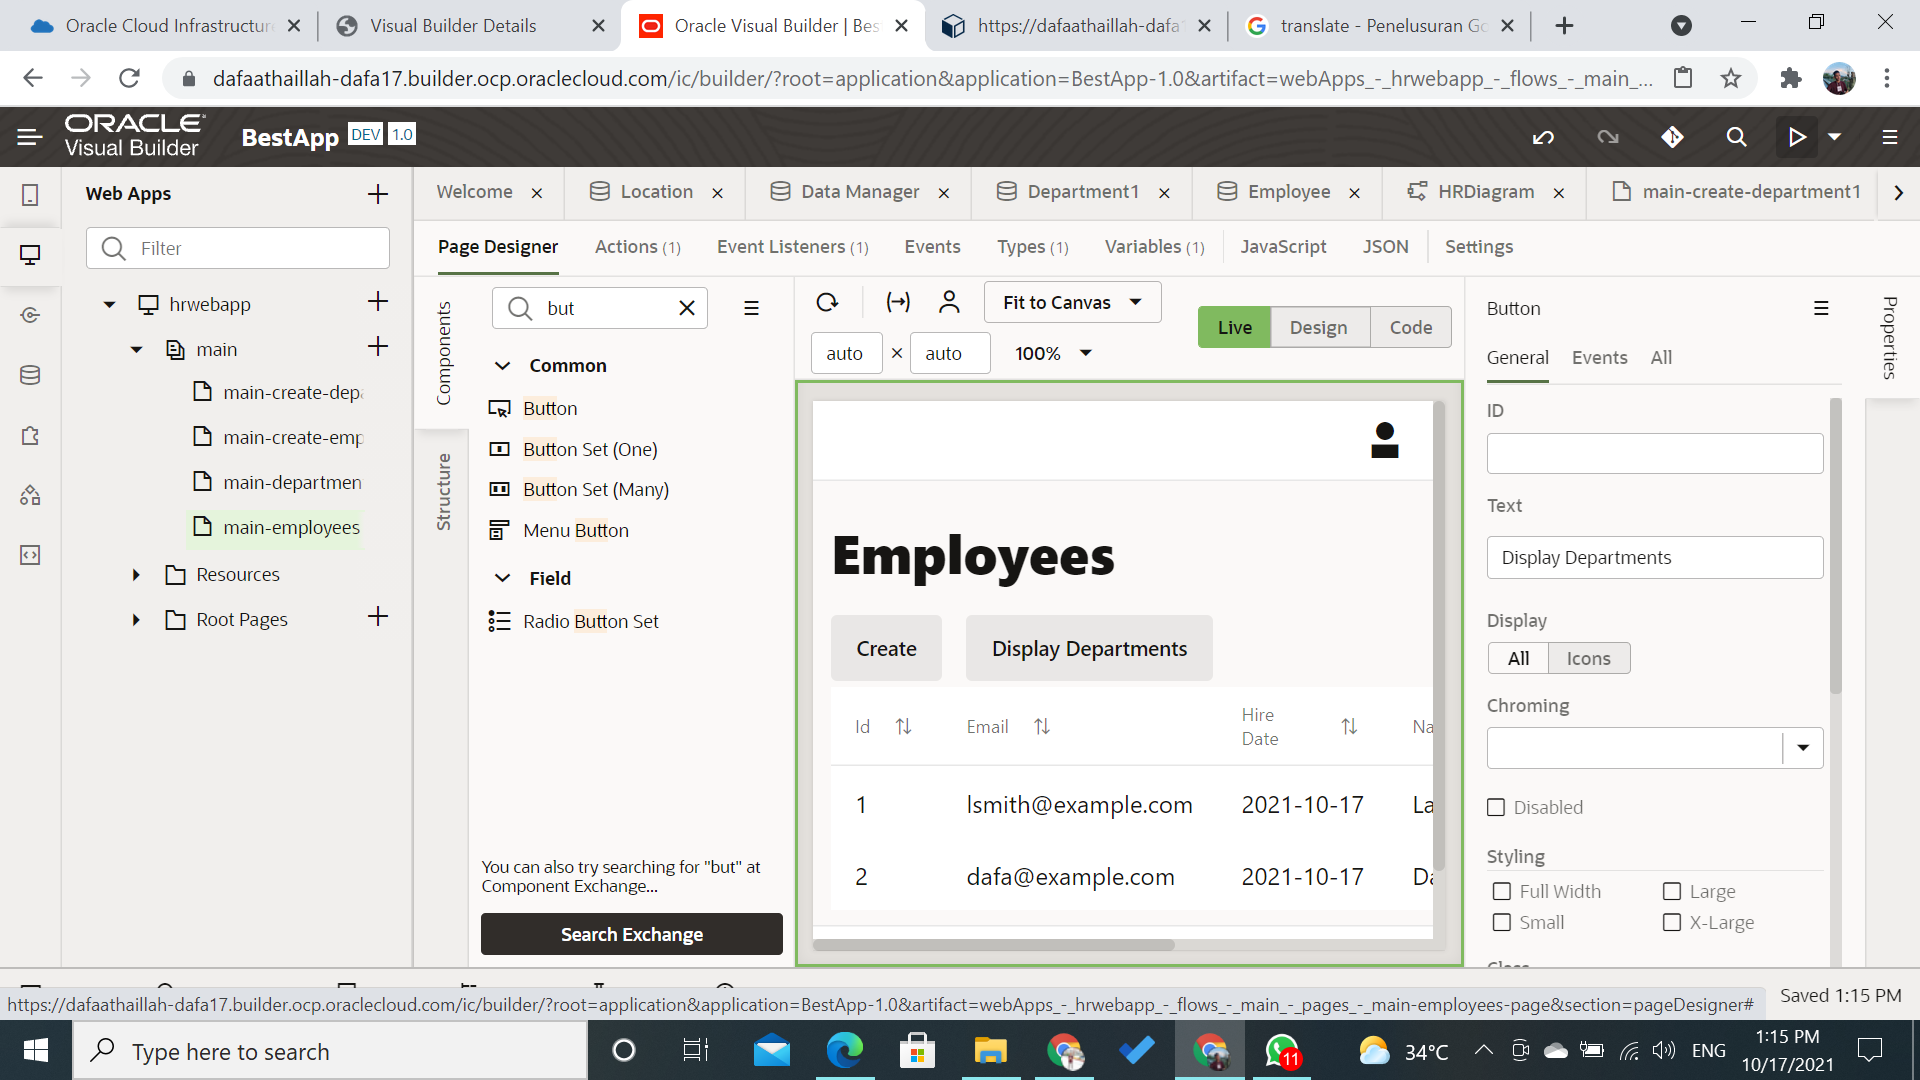 Oracle Cloud Infrastructure
Visual Builder Details
Oracle Visual Builder | Bes
https://dafaathaillah-dafa1
translate - Penelusuran Go
dafaathaillah-dafa17.builder.ocp.oraclecloud.com/ic/builder/?root=application&application=BestApp-1.0&artifact=webApps_-_hrwebapp_-_flows_-_main_...
ORACLE
Visual Builder
BestApp DEV 1.0
Web Apps
Filter
hrwebapp
main
main-create-depa
main-create-emp
main-departmen
main-employees
Resources
Root Pages
Welcome
Location
Data Manager
Department1
Employee
HRDiagram
main-create-department1
Page Designer
Actions (1)
Event Listeners (1)
Events
Types (1)
Variables (1)
JavaScript
JSON
Settings
Components
Structure
but
Common
Button
Button Set (One)
Button Set (Many)
Menu Button
Field
Radio Button Set
You can also try searching for "but" at
Component Exchange...
Search Exchange
Fit to Canvas
auto × auto
100%
Live
Design
Code
Employees
Create
Display Departments
Id
Email
Hire
Date
Na
1 lsmith@example.com 2021-10-17 La
2 dafa@example.com 2021-10-17 Da
Button
Properties
General
Events
All
ID
Text
Display Departments
Display
All
Icons
Chroming
Disabled
Styling
Full Width
Large
Small
X-Large
Class
https://dafaathaillah-dafa17.builder.ocp.oraclecloud.com/ic/builder/?root=application&application=BestApp-1.0&artifact=webApps_-_hrwebapp_-_flows_-_main_-_pages_-_main-employees-page&section=pageDesigner#
Saved 1:15 PM
Type here to search
11
34°C
ENG
1:15 PM
10/17/2021